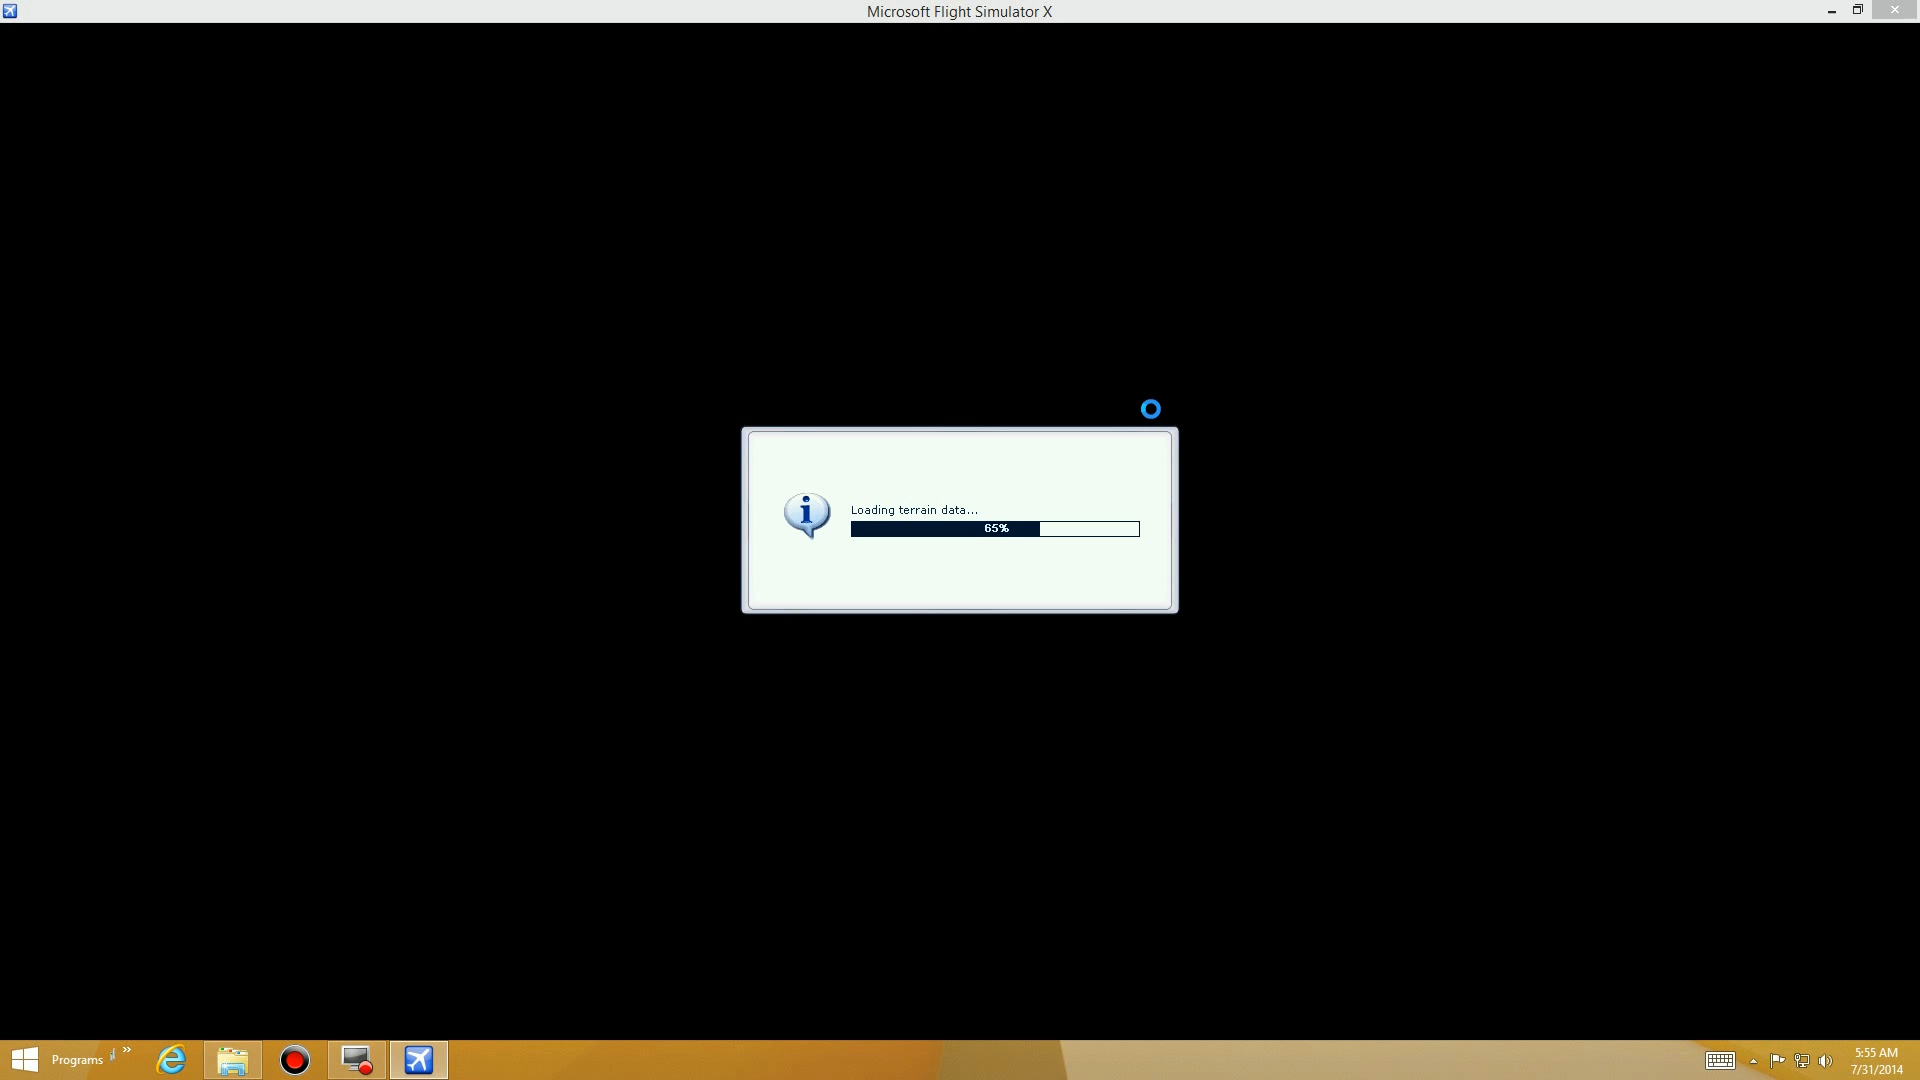 Microsoft Flight Simulator X
Loading terrain data...
65%
Programs
5:55 AM
7/31/2014